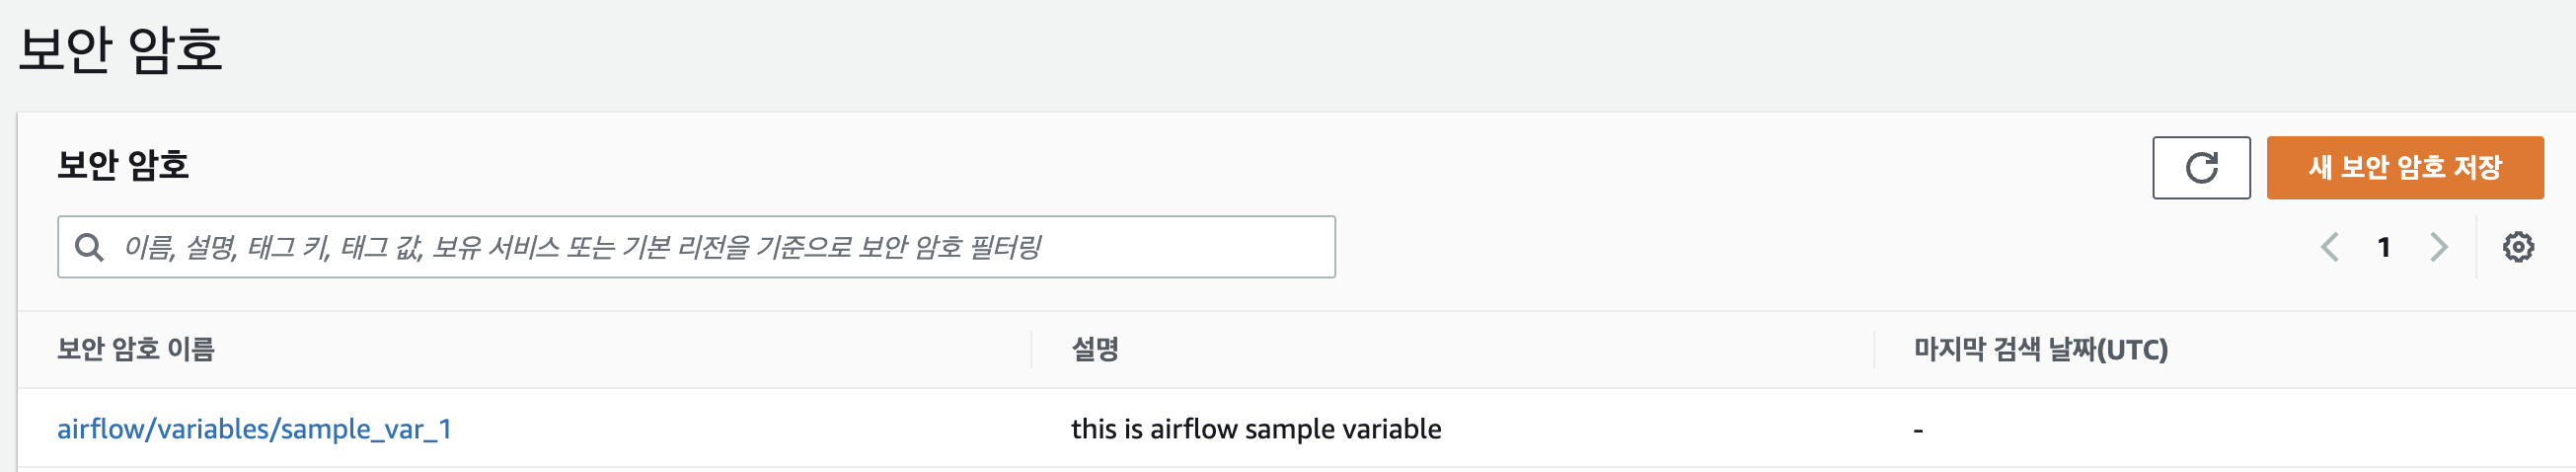 보안 암호
보안 암호
새 보안 암호 저장
이름, 설명, 태그 키, 태그 값, 보유 서비스 또는 기본 리전을 기준으로 보안 암호 필터링
1
보안 암호 이름 설명 마지막 검색 날짜(UTC)
airflow/variables/sample_var_1 this is airflow sample variable -